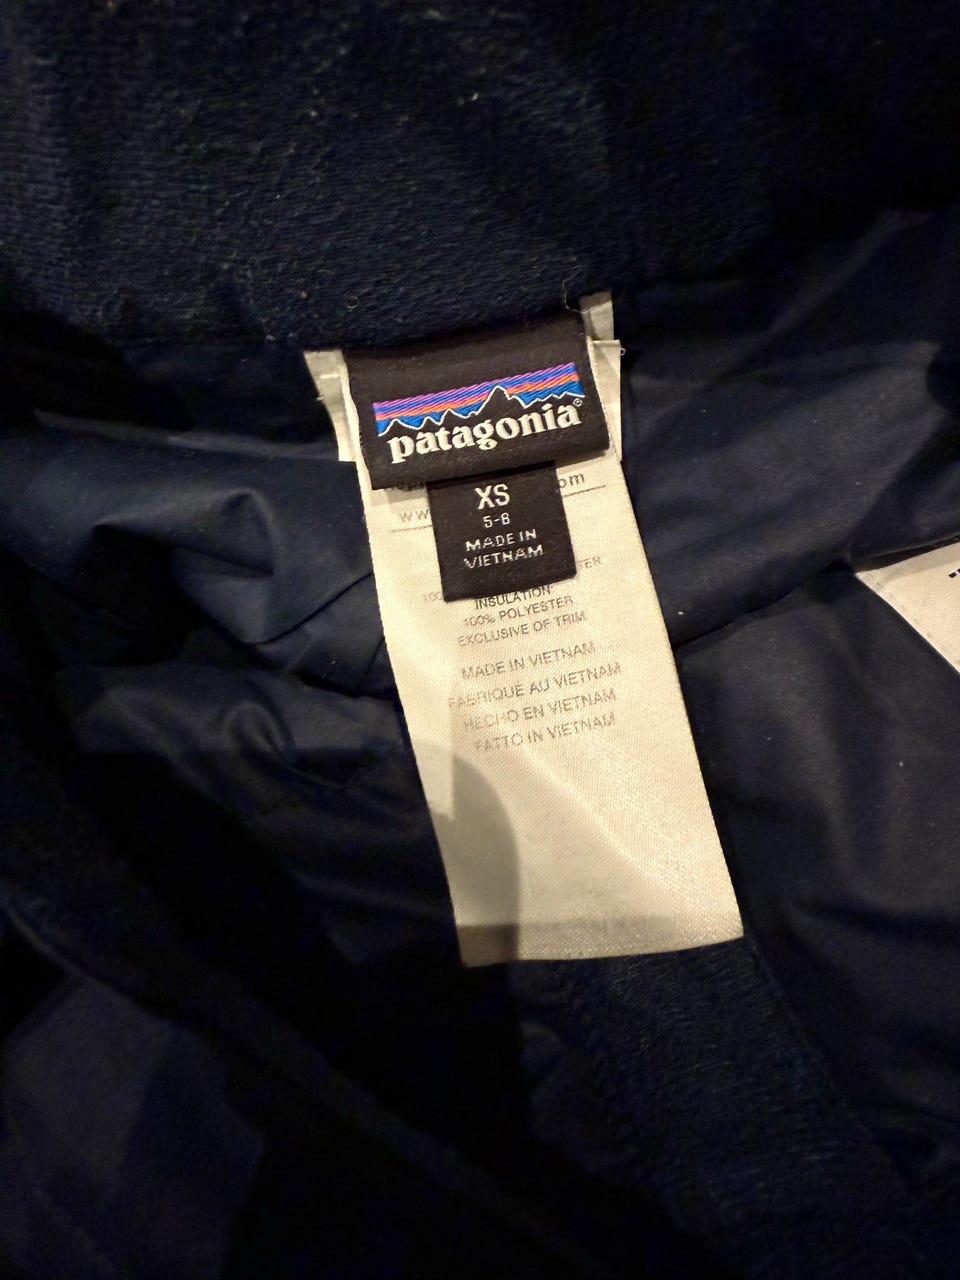 patagonia®
XS
5-6
MADE IN
VIETNAM
INSULATION:
100% POLYESTER
EXCLUSIVE OF TRIM
MADE IN VIETNAM
FABRIQUÉ AU VIETNAM
HECHO EN VIETNAM
FATTO IN VIETNAM